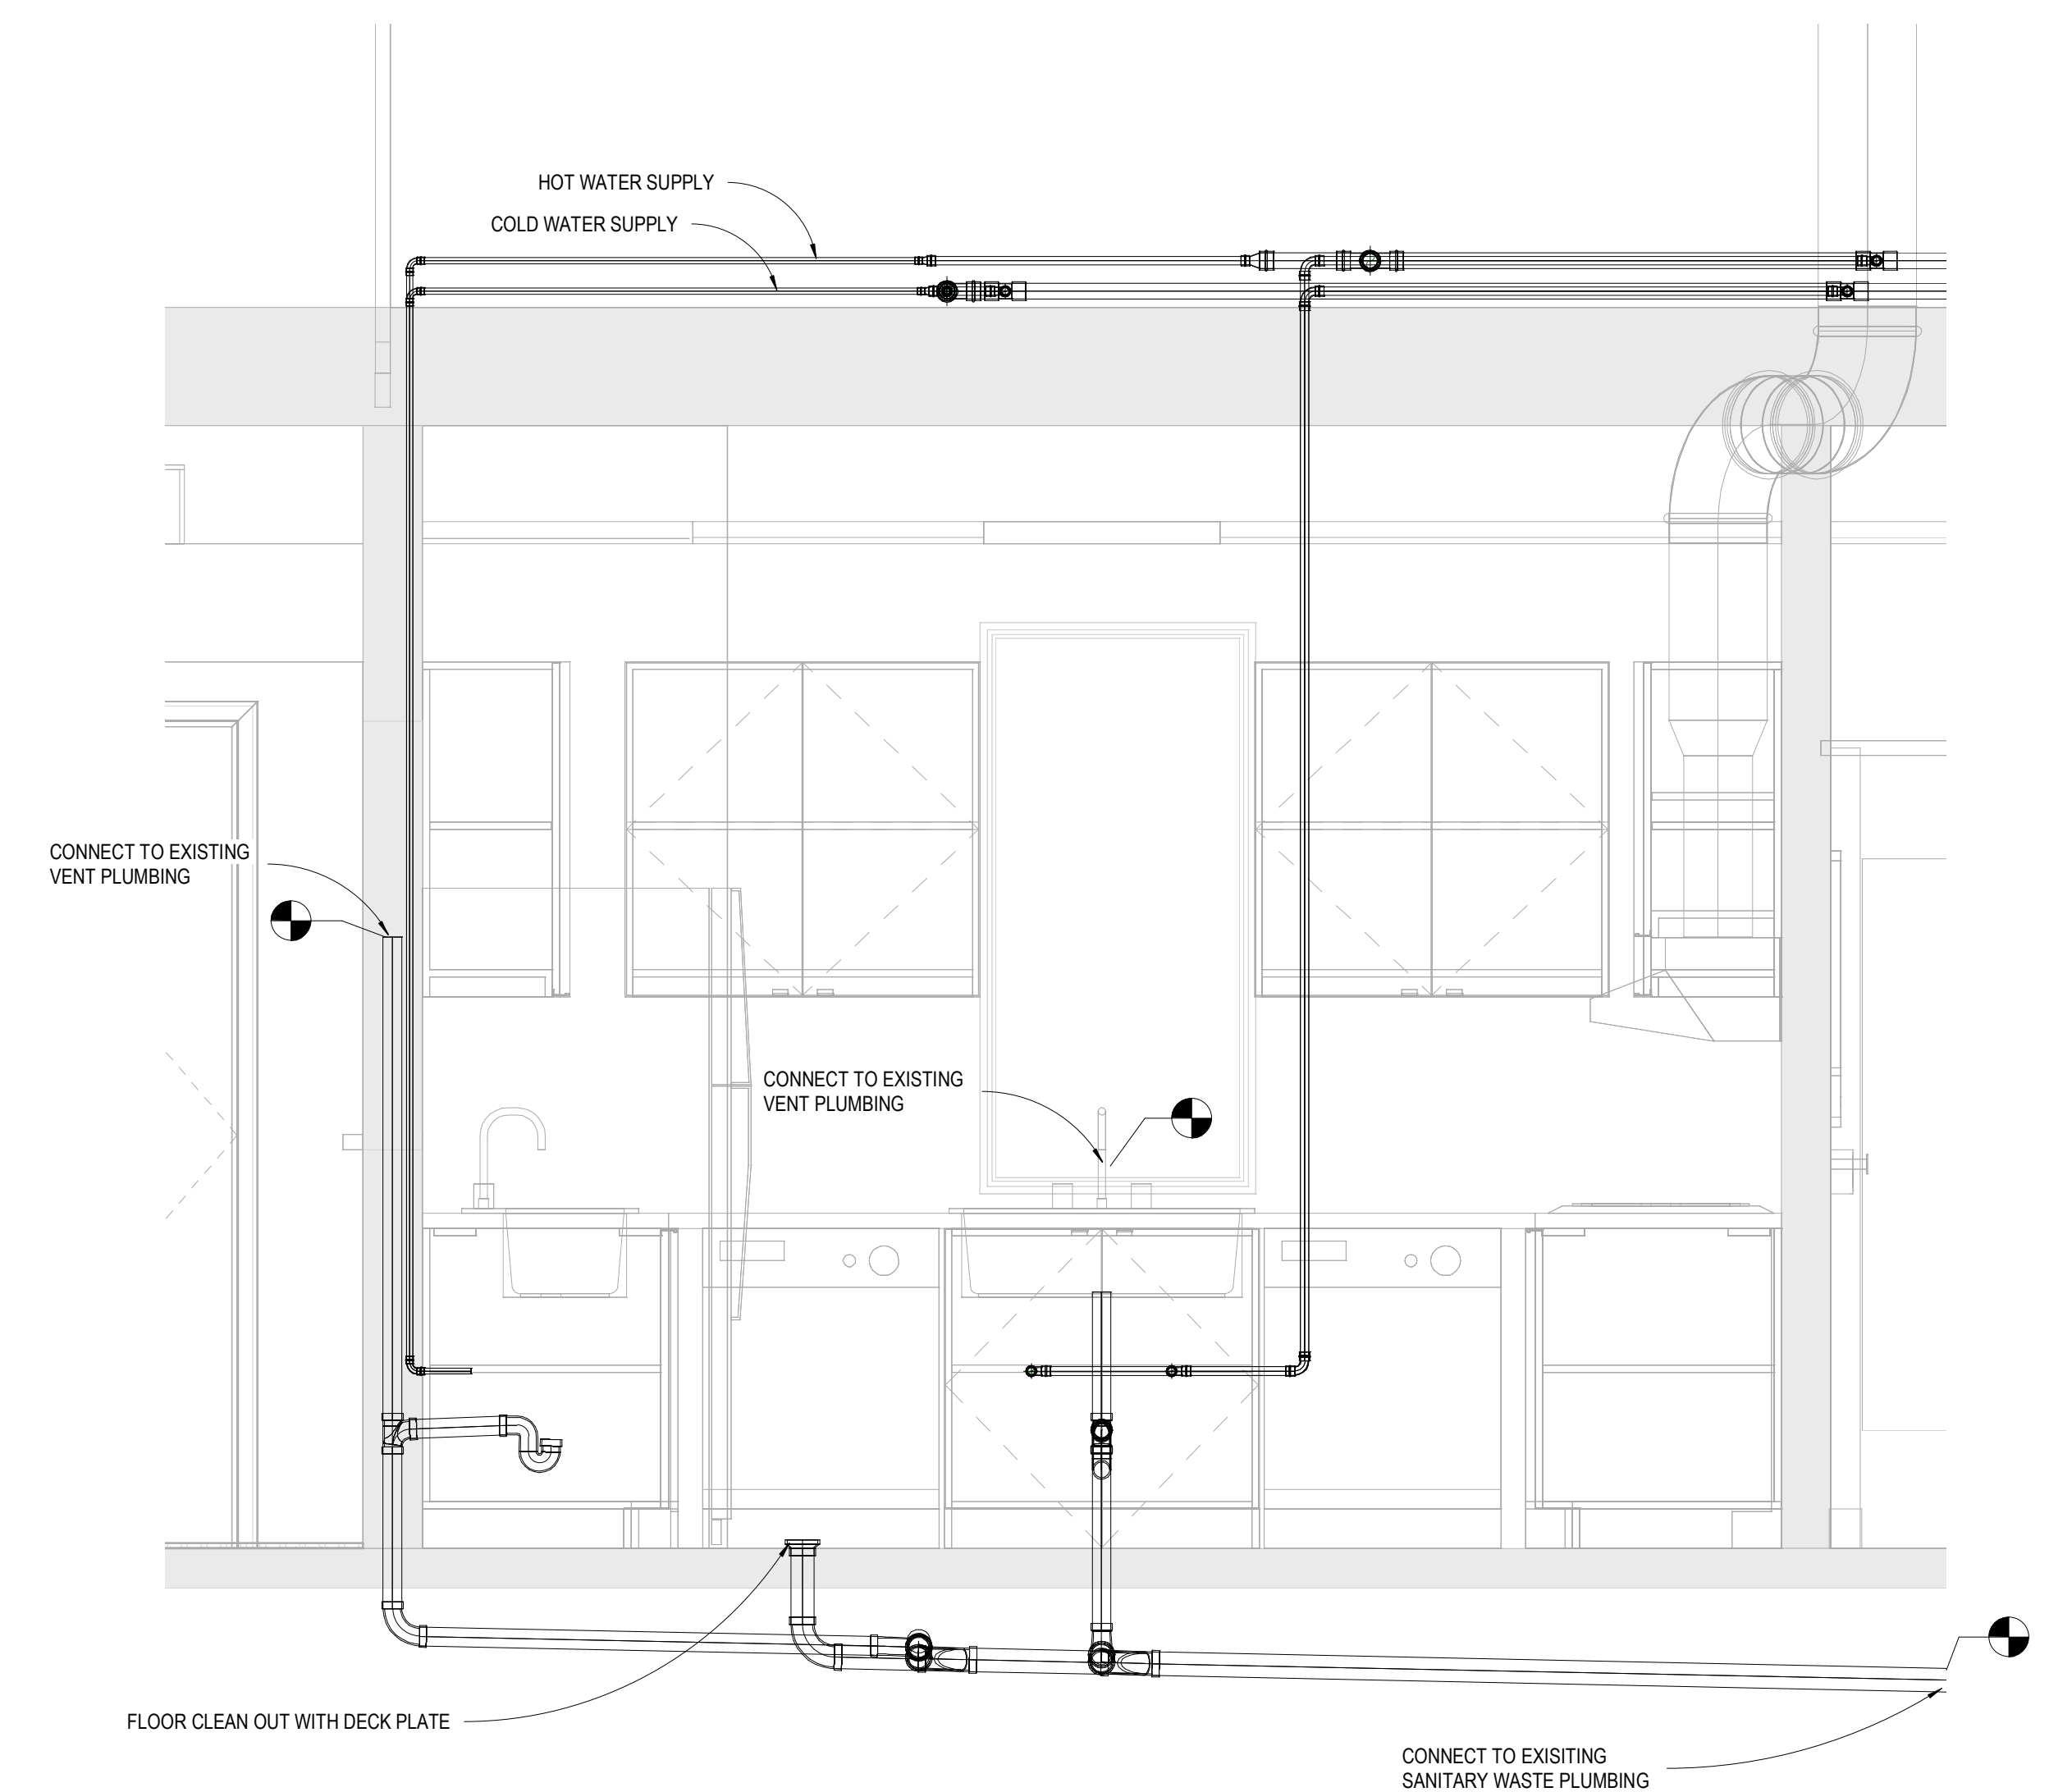 HOT WATER SUPPLY
COLD WATER SUPPLY
CONNECT TO EXISTING
VENT PLUMBING
CONNECT TO EXISTING
VENT PLUMBING
FLOOR CLEAN OUT WITH DECK PLATE
CONNECT TO EXISITING
SANITARY WASTE PLUMBING